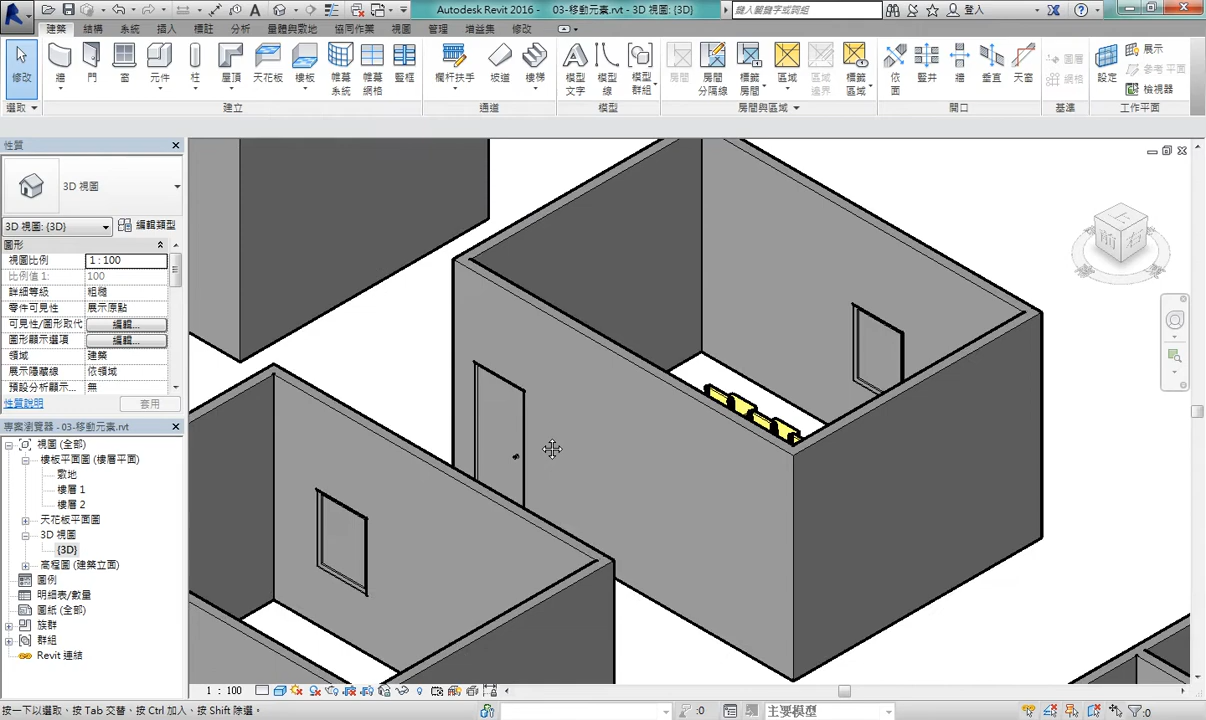 Autodesk Revit 2016 - 03-移動元素.rvt - 3D 視圖: {3D}
鍵入關鍵字或片語
登入
建築 結構 系統 插入 標註 分析 量體與敷地 協同作業 視圖 管理 增益集 修改
修改
牆 門 窗 元件 柱 屋頂 天花板 樓板 帷幕系統 帷幕網格 豎框
欄杆扶手 坡道 樓梯
模型文字 模型線 模型群組
房間 房間分隔線 標籤房間 區域 區域邊界 標籤區域
依面 豎井 牆 垂直 天窗
圖層
網格
設定
展示
參考 平面
檢視器
選取 建立 通道 模型 房間與區域 開口 基準 工作平面
性質
3D 視圖
3D 視圖: {3D}
編輯類型
圖形
視圖比例 1 : 100
比例值 1: 100
詳細等級 粗糙
零件可見性 展示原點
可見性/圖形取代 編輯...
圖形顯示選項 編輯...
領域 建築
展示隱藏線 依領域
預設分析顯示... 無
性質說明 套用
專案瀏覽器 - 03-移動元素.rvt
視圖 (全部)
樓板平面圖 (樓層平面)
敷地
樓層 1
樓層 2
天花板平面圖
3D 視圖
{3D}
高程圖 (建築立面)
圖例
明細表/數量
圖紙 (全部)
族群
群組
Revit 連結
上
前
右
1 : 100
按一下以選取、按 Tab 交替、按 Ctrl 加入、按 Shift 除選。
:0
主要模型
:0